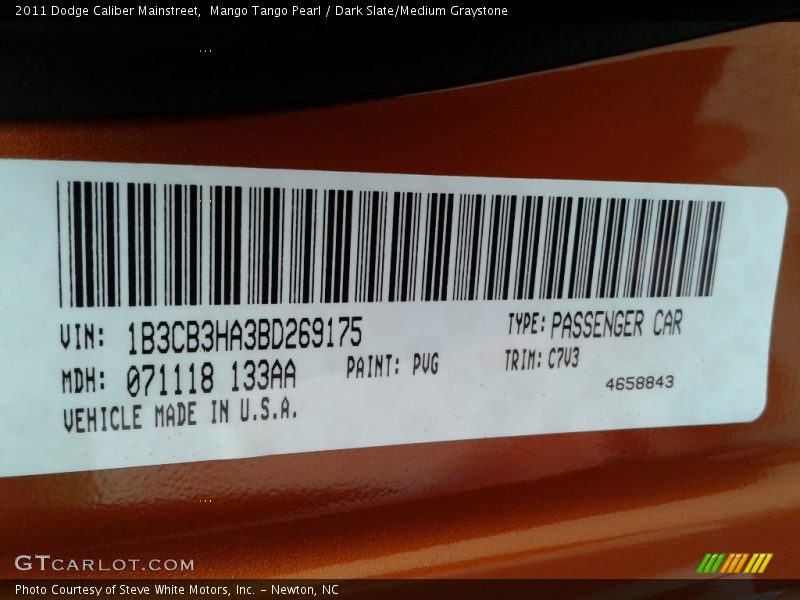 2011 Dodge Caliber Mainstreet,  Mango Tango Pearl / Dark Slate/Medium Graystone
VIN: 1B3CB3HA3BD269175 TYPE: PASSENGER CAR
MDH: 071118 133AA PAINT: PVG TRIM: C7V3
VEHICLE MADE IN U.S.A. 4658843
GTCARLOT.COM
Photo Courtesy of Steve White Motors, Inc. – Newton, NC